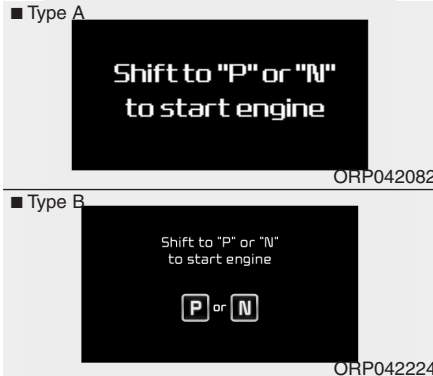 ■ Type A
Shift to "P" or "N"
to start engine
ORP042082
■ Type B
Shift to "P" or "N"
to start engine
P or N
ORP042224